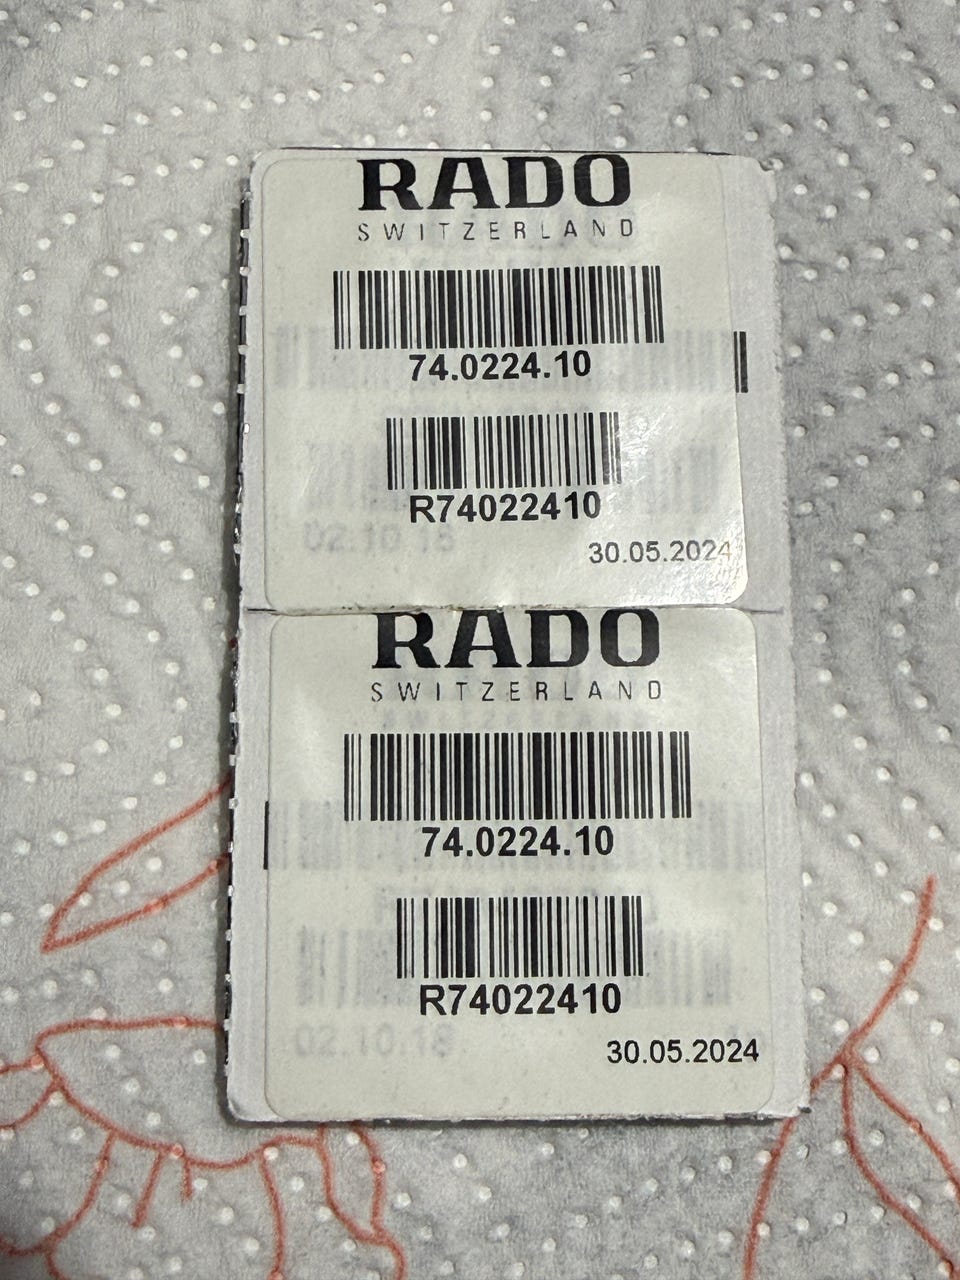 RADO
SWITZERLAND
74.0224.10
R74022410
02.10.18
30.05.2024
RADO
SWITZERLAND
74.0224.10
R74022410
02.10.18
30.05.2024